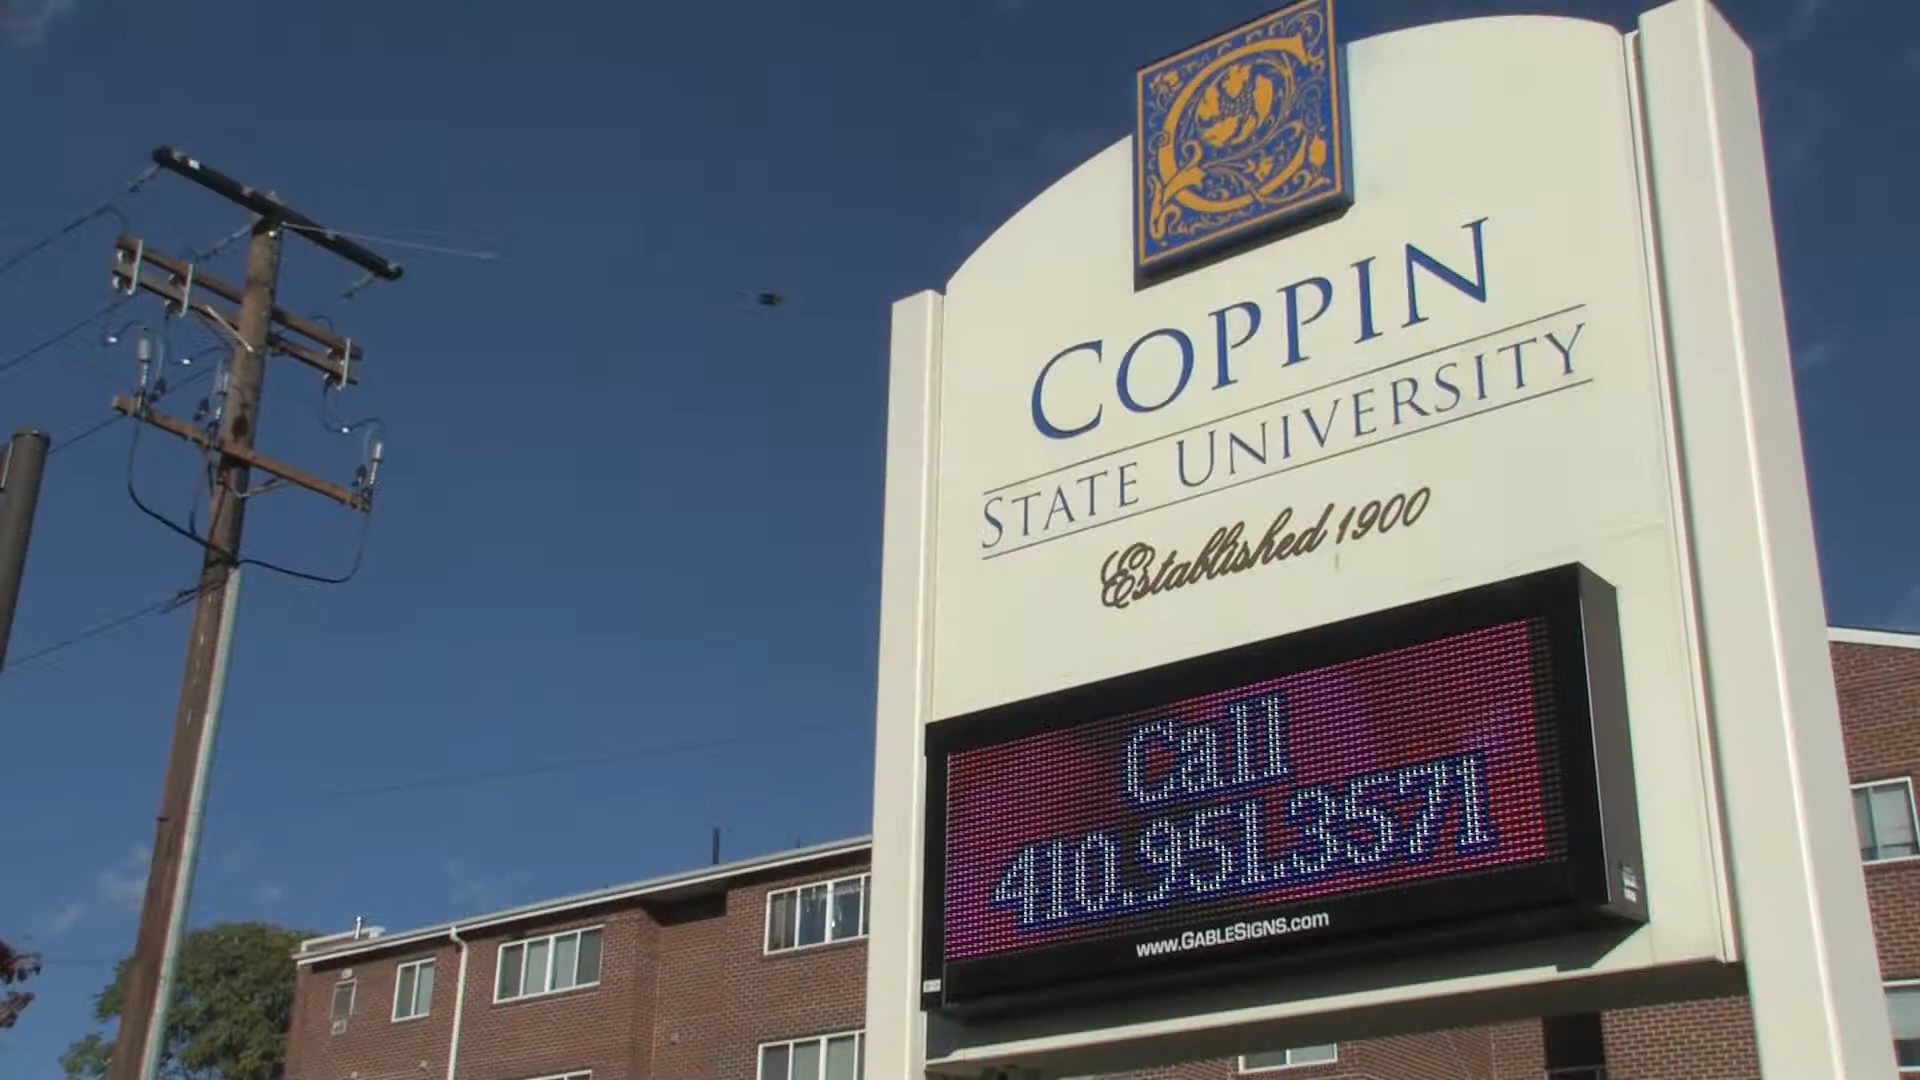 COPPIN
STATE UNIVERSITY
Established 1900
Call
410.951.3571
www.GABLESIGNS.com